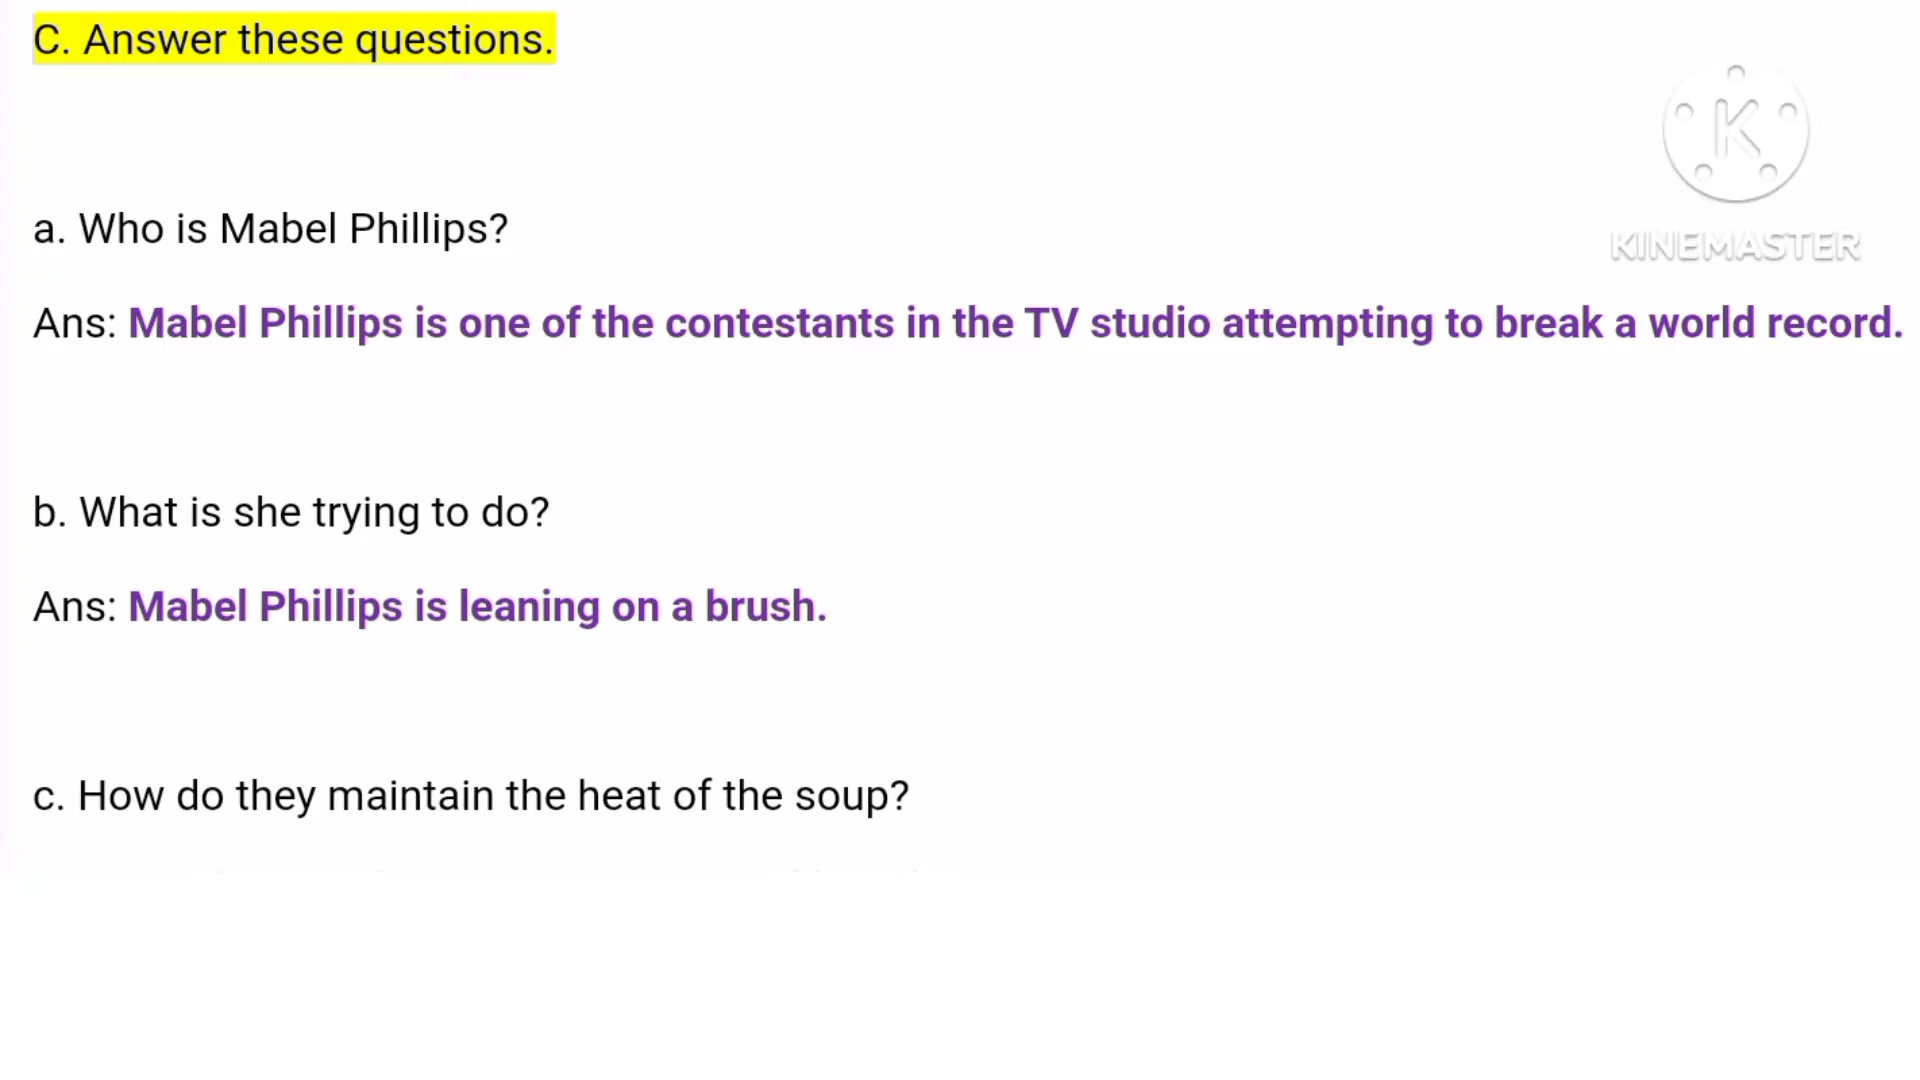 C. Answer these questions.
KINEMASTER
a. Who is Mabel Phillips?
Ans: Mabel Phillips is one of the contestants in the TV studio attempting to break a world record.
b. What is she trying to do?
Ans: Mabel Phillips is leaning on a brush.
c. How do they maintain the heat of the soup?